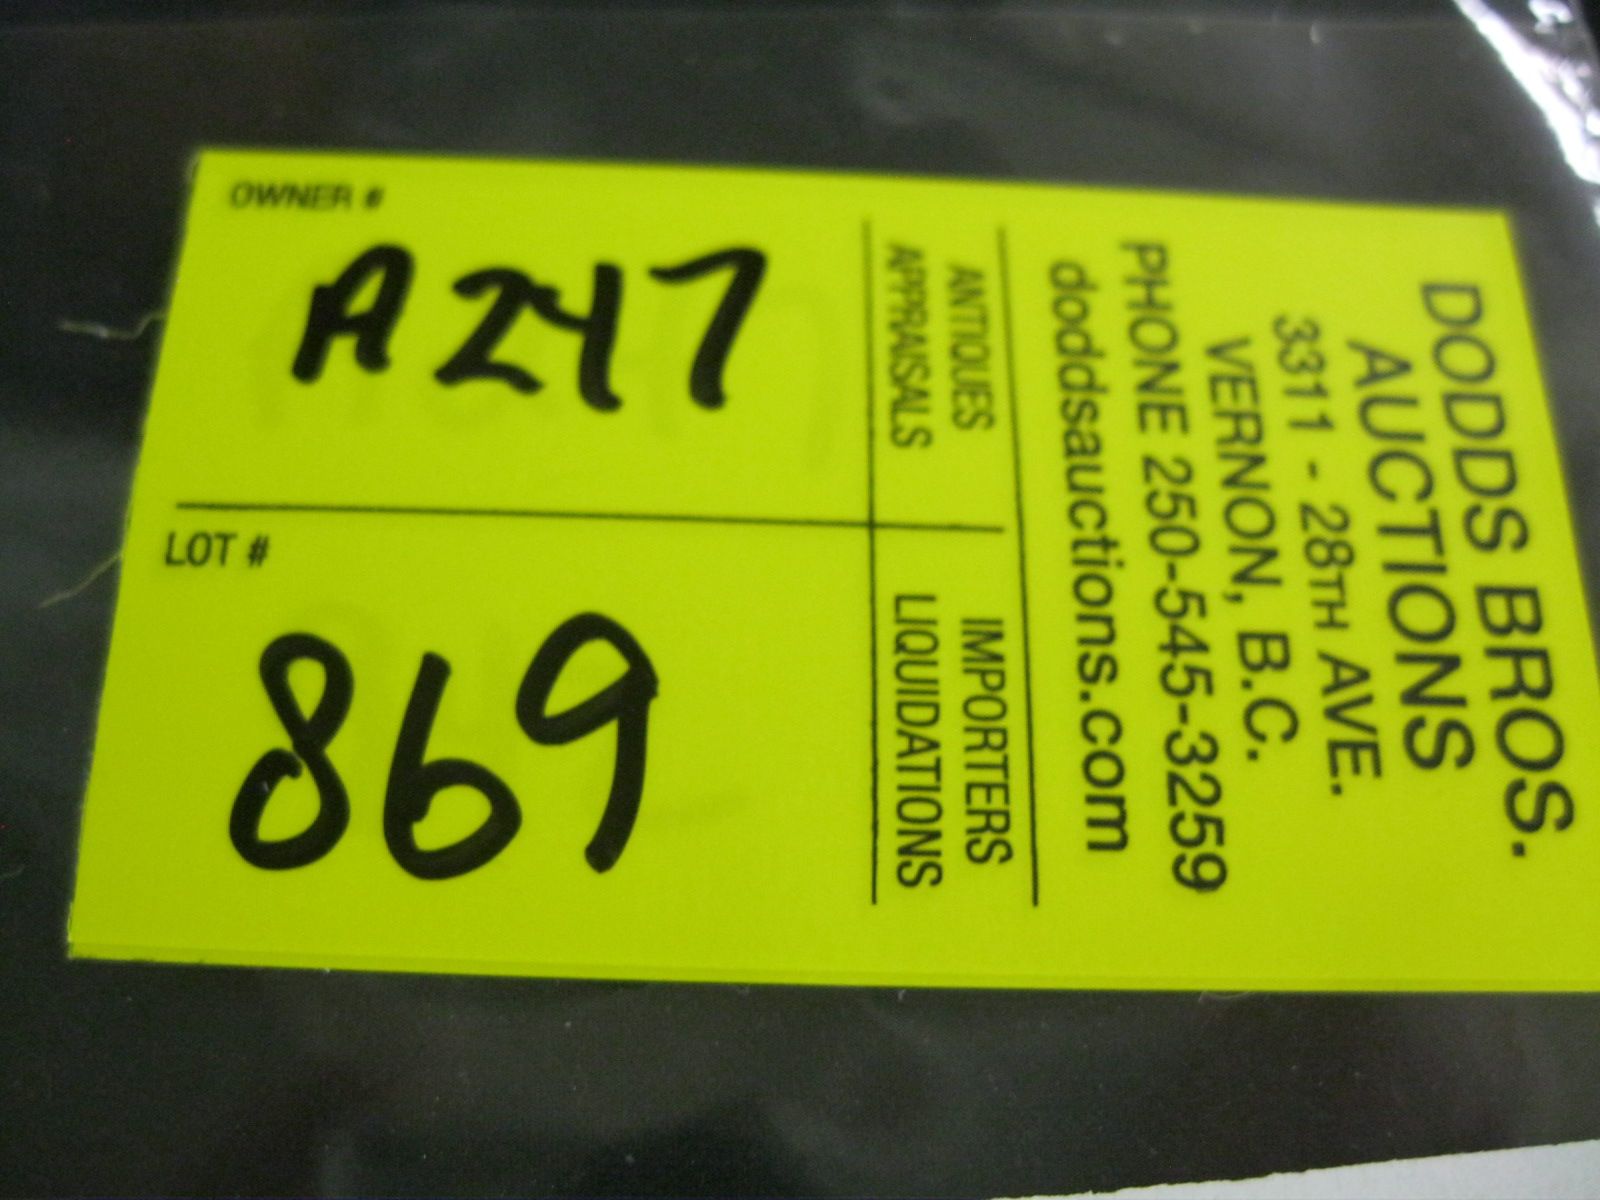 DODDS BROS.
AUCTIONS
3311 - 28TH AVE.
VERNON, B.C.
PHONE 250-545-3259
doddsauctions.com
ANTIQUES
APPRAISALS
IMPORTERS
LIQUIDATIONS
OWNER #
A247
LOT #
869